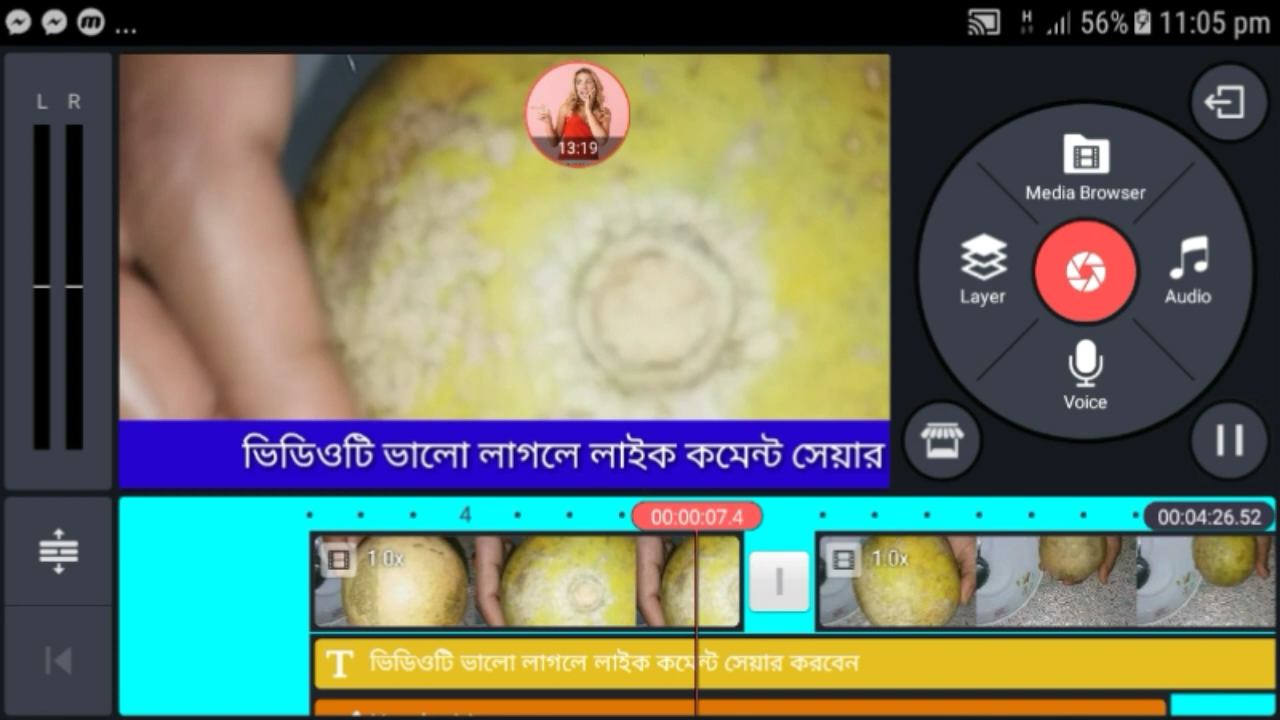 ... H 56% 11:05 pm
L R
13:19
ভিডিওটি ভালো লাগলে লাইক কমেন্ট সেয়ার
Media Browser
Layer
Audio
Voice
4
00:00:07.4
00:04:26.52
1.0x
1.0x
T ভিডিওটি ভালো লাগলে লাইক কমেন্ট সেয়ার করবেন